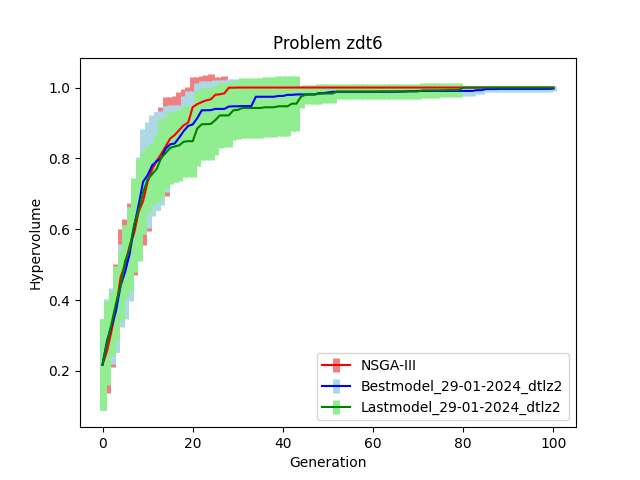 Problem zdt6
Hypervolume
1.0
0.8
0.6
0.4
0.2
NSGA-III
Bestmodel_29-01-2024_dtlz2
Lastmodel_29-01-2024_dtlz2
0 20 40 60 80 100
Generation